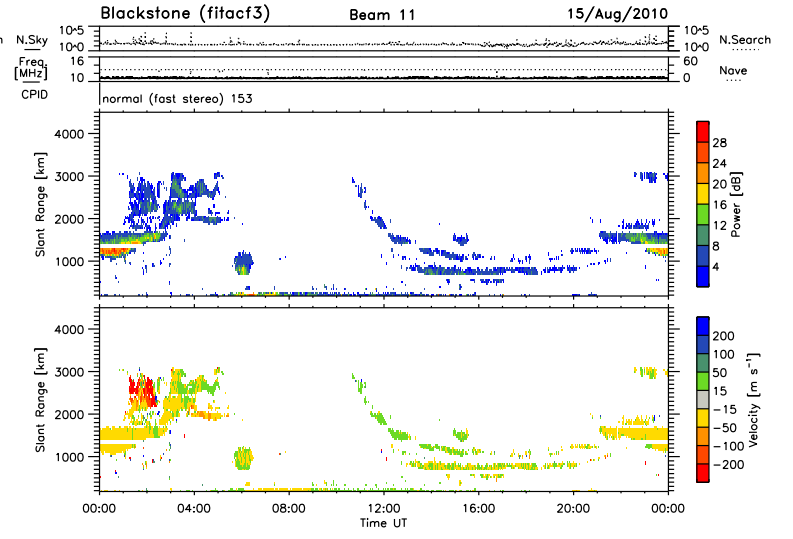 Blackstone (fitacf3) Beam 11 15/Aug/2010
n N.Sky 10^5 10^0 10^5 10^0 N.Search
Freq. [MHz] 16 10 60 0 Nave
CPID normal (fast stereo) 153
Slant Range [km]
4000
3000
2000
1000
28
24
20
16
12
8
4
Power [dB]
Slant Range [km]
4000
3000
2000
1000
200
100
50
15
-15
-50
-100
-200
Velocity [m s^-1]
00:00 04:00 08:00 12:00 16:00 20:00 00:00
Time UT